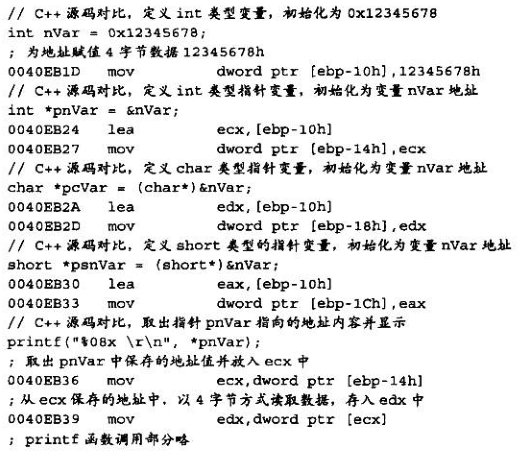 // C++ 源码对比，定义 int 类型变量，初始化为 0x12345678
int nVar = 0x12345678;
; 为地址赋值 4 字节数据 12345678h
0040EB1D mov dword ptr [ebp-10h],12345678h
// C++ 源码对比，定义 int 类型指针变量，初始化为变量 nVar 地址
int *pnVar = &nVar;
0040EB24 lea ecx,[ebp-10h]
0040EB27 mov dword ptr [ebp-14h],ecx
// C++ 源码对比，定义 char 类型指针变量，初始化为变量 nVar 地址
char *pcVar = (char*)&nVar;
0040EB2A lea edx,[ebp-10h]
0040EB2D mov dword ptr [ebp-18h],edx
// C++ 源码对比，定义 short 类型的指针变量，初始化为变量 nVar 地址
short *psnVar = (short*)&nVar;
0040EB30 lea eax,[ebp-10h]
0040EB33 mov dword ptr [ebp-1Ch],eax
// C++ 源码对比，取出指针 pnVar 指向的地址内容并显示
printf("%08x \r\n", *pnVar);
; 取出 pnVar 中保存的地址值并放入 ecx 中
0040EB36 mov ecx,dword ptr [ebp-14h]
; 从 ecx 保存的地址中，以 4 字节方式读取数据，存入 edx 中
0040EB39 mov edx,dword ptr [ecx]
; printf 函数调用部分略